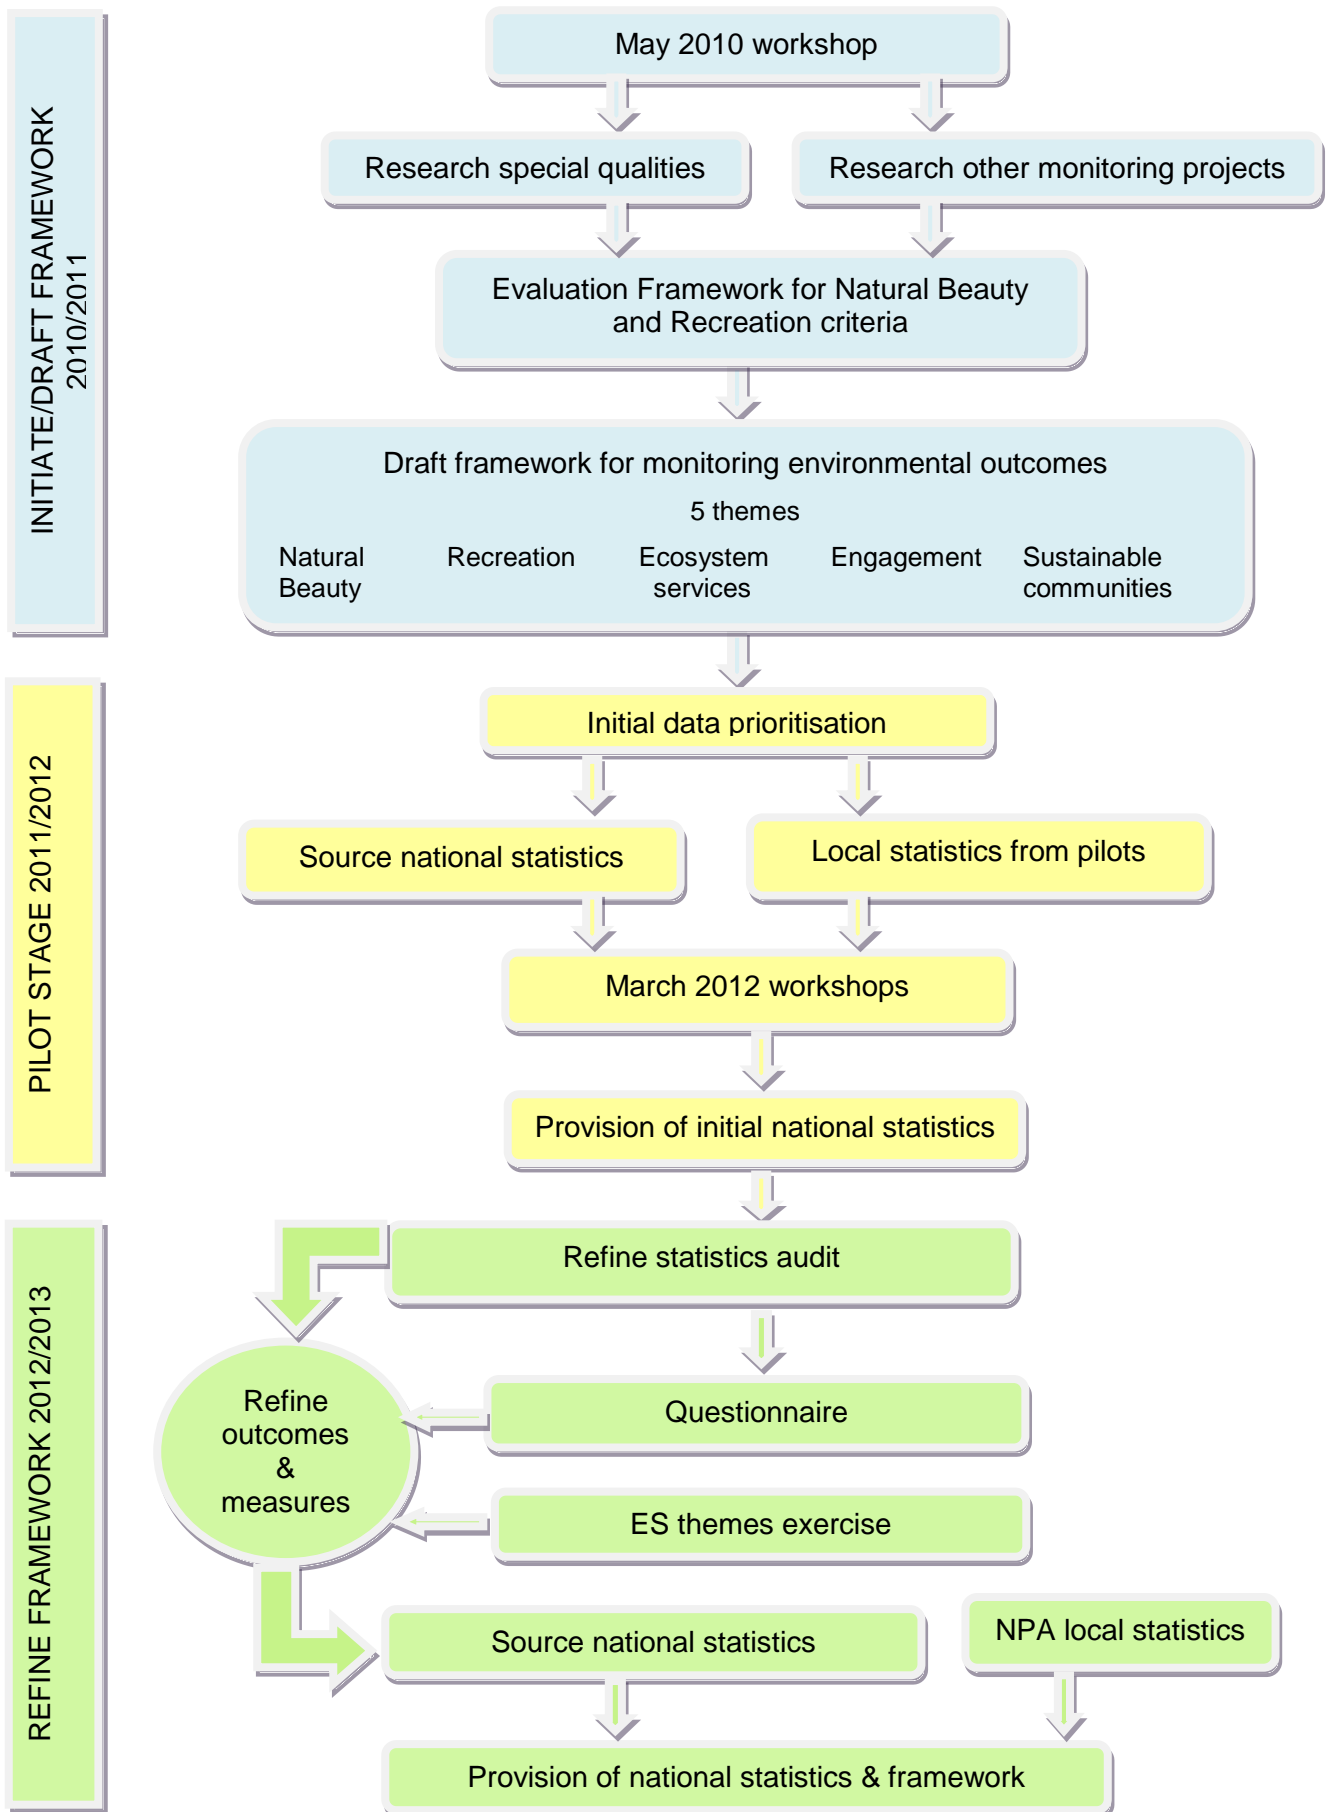 INITIATE/DRAFT FRAMEWORK
2010/2011
May 2010 workshop
Research special qualities
Research other monitoring projects
Evaluation Framework for Natural Beauty
and Recreation criteria
Draft framework for monitoring environmental outcomes
5 themes
Natural
Beauty
Recreation
Ecosystem
services
Engagement
Sustainable
communities
PILOT STAGE 2011/2012
Initial data prioritisation
Source national statistics
Local statistics from pilots
March 2012 workshops
Provision of initial national statistics
REFINE FRAMEWORK 2012/2013
Refine statistics audit
Refine
outcomes
&
measures
Questionnaire
ES themes exercise
Source national statistics
NPA local statistics
Provision of national statistics & framework